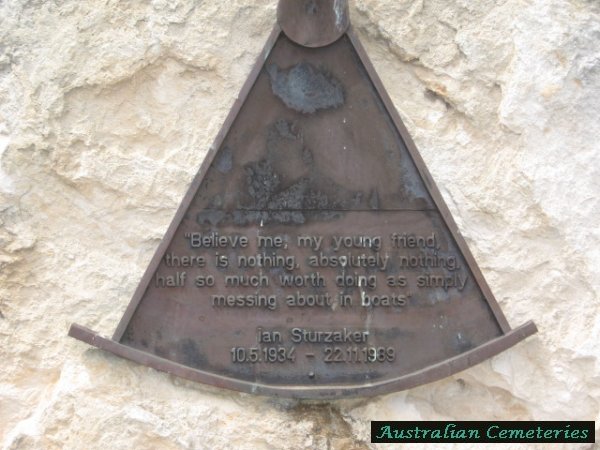 "Believe me, my young friend,
there is nothing, absolutely nothing,
half so much worth doing as simply
messing about in boats"
Ian Sturzaker
10.5.1934 - 22.11.1989
Australian Cemeteries